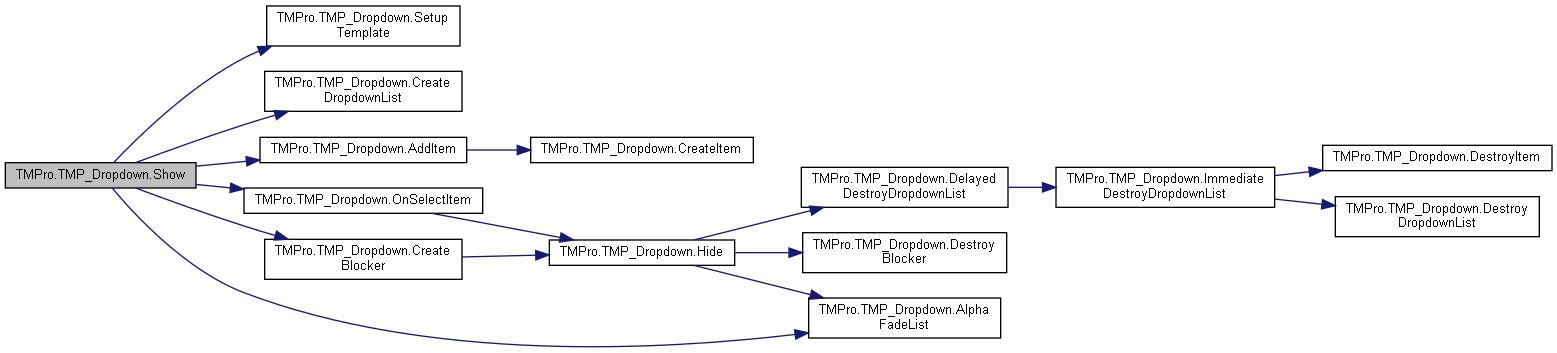 TMPro.TMP_Dropdown.Show
TMPro.TMP_Dropdown.Setup
Template
TMPro.TMP_Dropdown.Create
DropdownList
TMPro.TMP_Dropdown.AddItem
TMPro.TMP_Dropdown.CreateItem
TMPro.TMP_Dropdown.OnSelectItem
TMPro.TMP_Dropdown.Create
Blocker
TMPro.TMP_Dropdown.Hide
TMPro.TMP_Dropdown.Delayed
DestroyDropdownList
TMPro.TMP_Dropdown.Destroy
Blocker
TMPro.TMP_Dropdown.Alpha
FadeList
TMPro.TMP_Dropdown.Immediate
DestroyDropdownList
TMPro.TMP_Dropdown.DestroyItem
TMPro.TMP_Dropdown.Destroy
DropdownList